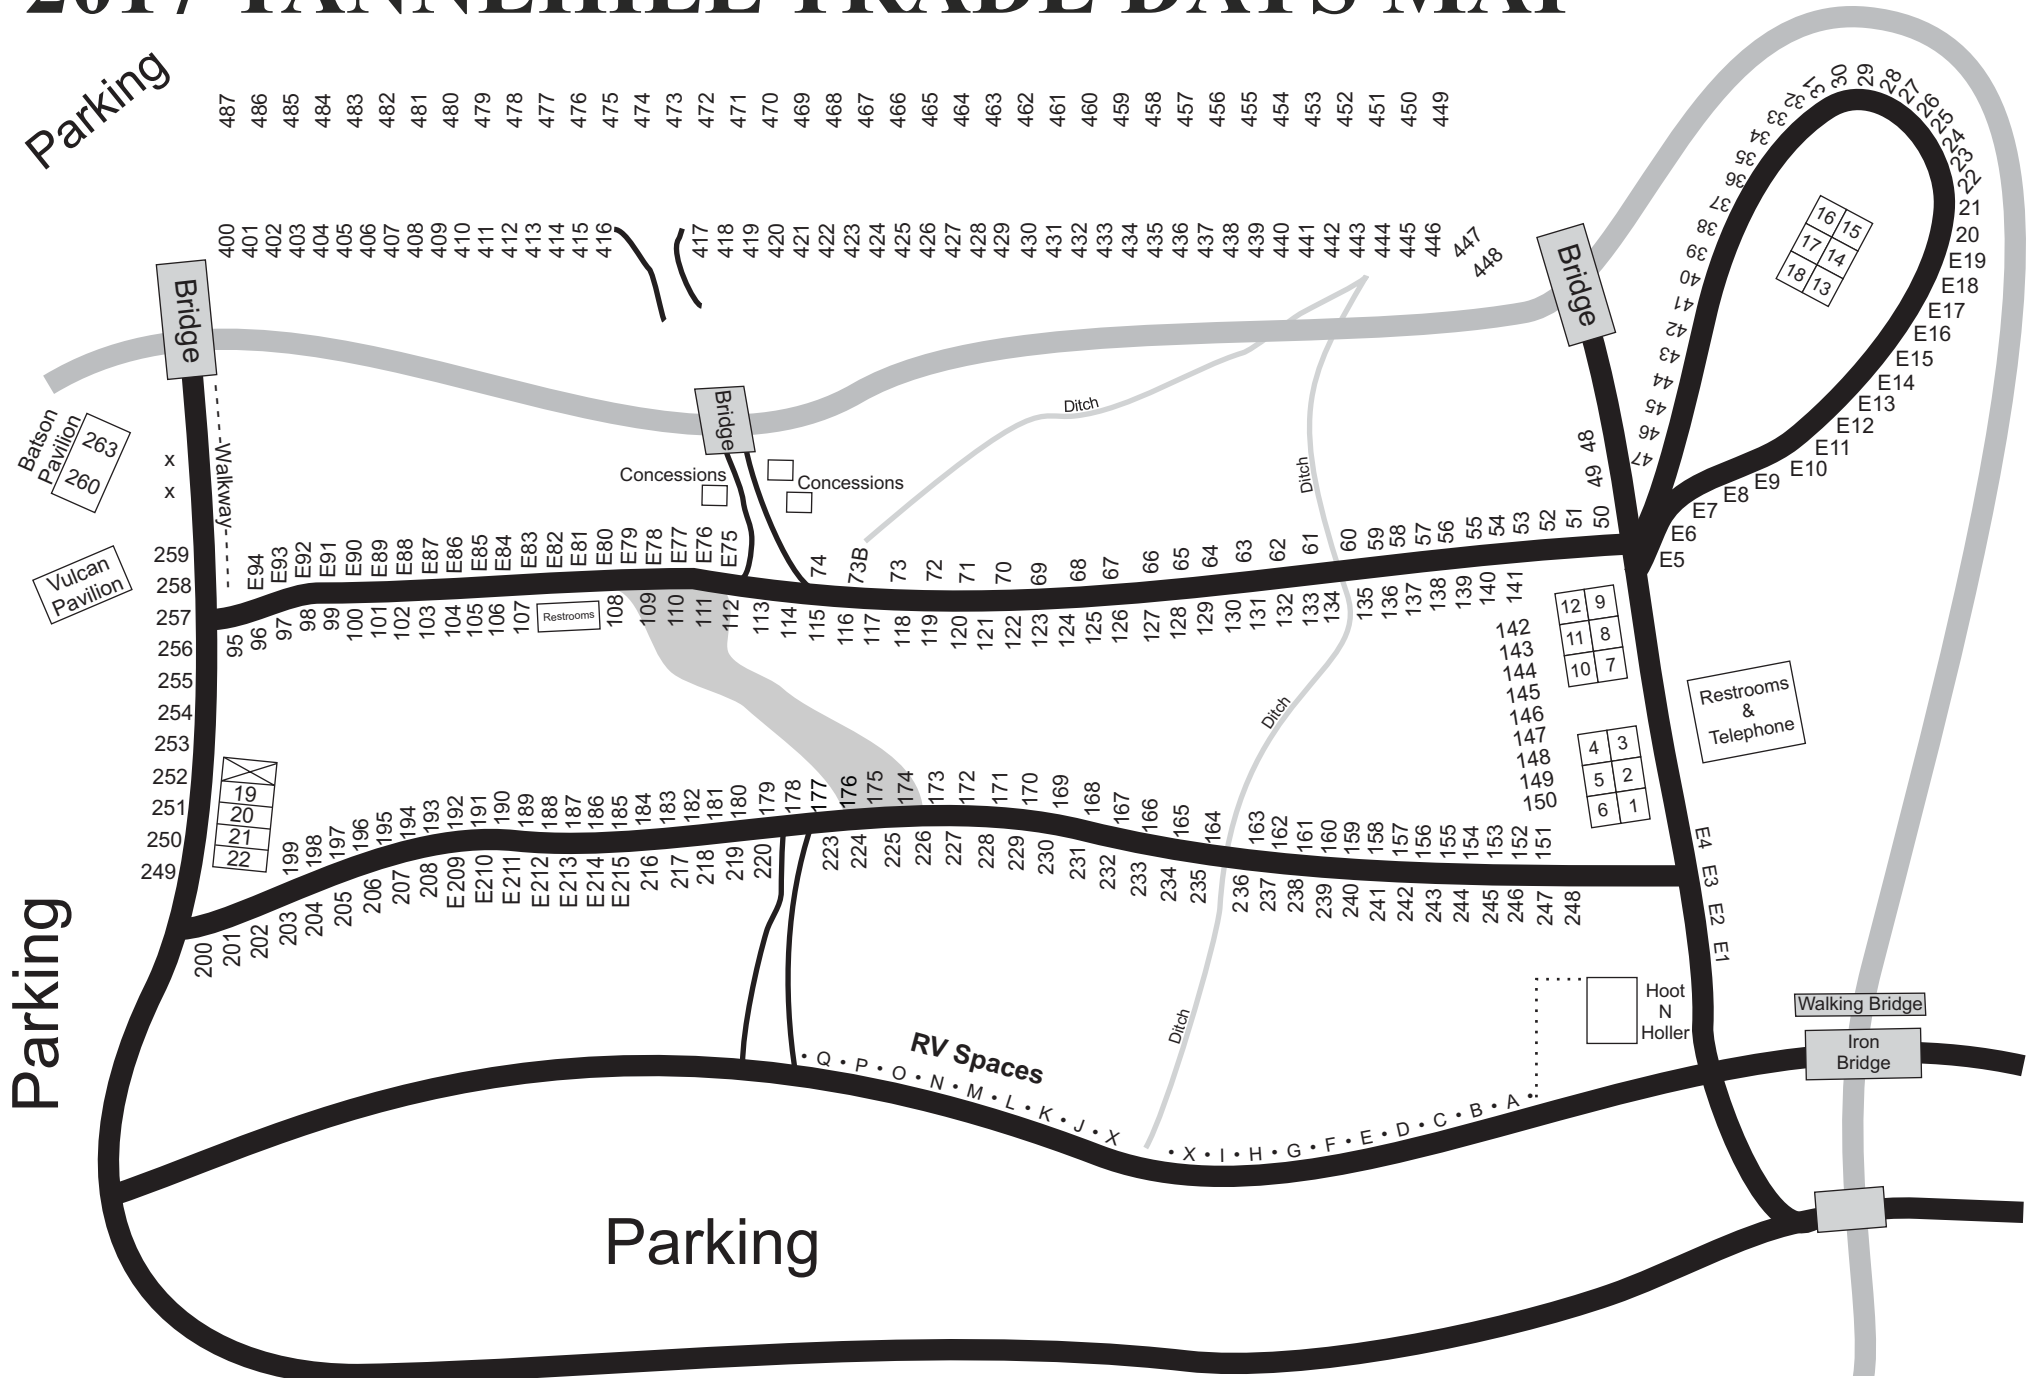 2017 TANNEHILL TRADE DAYS MAP
Parking
487 486 485 484 483 482 481 480 479 478 477 476 475 474 473 472 471 470 469 468 467 466 465 464 463 462 461 460 459 458 457 456 455 454 453 452 451 450 449
400 401 402 403 404 405 406 407 408 409 410 411 412 413 414 415 416
417 418 419 420 421 422 423 424 425 426 427 428 429 430 431 432 433 434 435 436 437 438 439 440 441 442 443 444 445 446 447 448
Bridge
Bridge
Bridge
47 46 45 44 43 42 41 40 39 38 37 36 35 34 33 32 31 30 29 28 27 26 25 24 23 22 21 20 E19 E18 E17 E16 E15 E14 E13 E12 E11 E10 E9 E8 E7 E6 E5
16 15
17 14
18 13
Batson
Pavilion
263
260
x
x
Walkway
Concessions
Concessions
Ditch
Ditch
48
49
Vulcan
Pavilion
259
258
257
256
255
254
253
252
251
250
249
E94 E93 E92 E91 E90 E89 E88 E87 E86 E85 E84 E83 E82 E81 E80 E79 E78 E77 E76 E75
74 73B 73 72 71 70 69 68 67 66 65 64 63 62 61 60 59 58 57 56 55 54 53 52 51 50
95 96 97 98 99 100 101 102 103 104 105 106 107
Restrooms
108 109 110 111 112 113 114 115 116 117 118 119 120 121 122 123 124 125 126 127 128 129 130 131 132 133 134 135 136 137 138 139 140 141
142
143
144
145
146
147
148
149
150
12 9
11 8
10 7
4 3
5 2
6 1
Restrooms
&
Telephone
Ditch
19
20
21
22
199 198 197 196 195 194 193 192 191 190 189 188 187 186 185 184 183 182 181 180 179 178 177 176 175 174 173 172 171 170 169 168 167 166 165 164 163 162 161 160 159 158 157 156 155 154 153 152 151
200 201 202 203 204 205 206 207 208 E209 E210 E211 E212 E213 E214 E215 216 217 218 219 220
223 224 225 226 227 228 229 230 231 232 233 234 235 236 237 238 239 240 241 242 243 244 245 246 247 248
E4 E3 E2 E1
Parking
Hoot
N
Holler
Walking Bridge
Iron
Bridge
Ditch
RV Spaces
• Q • P • O • N • M • L • K • J • X
• X • I • H • G • F • E • D • C • B • A •
Parking